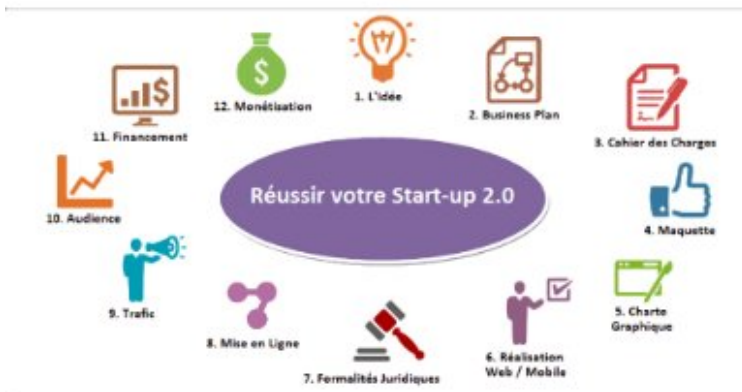 Réussir votre Start-up 2.0
1. L'idée
2. Business Plan
3. Cahier des Charges
4. Maquette
5. Charte
Graphique
6. Réalisation
Web / Mobile
7. Formalités Juridiques
8. Mise en Ligne
9. Trafic
10. Audience
11. Financement
12. Monétisation